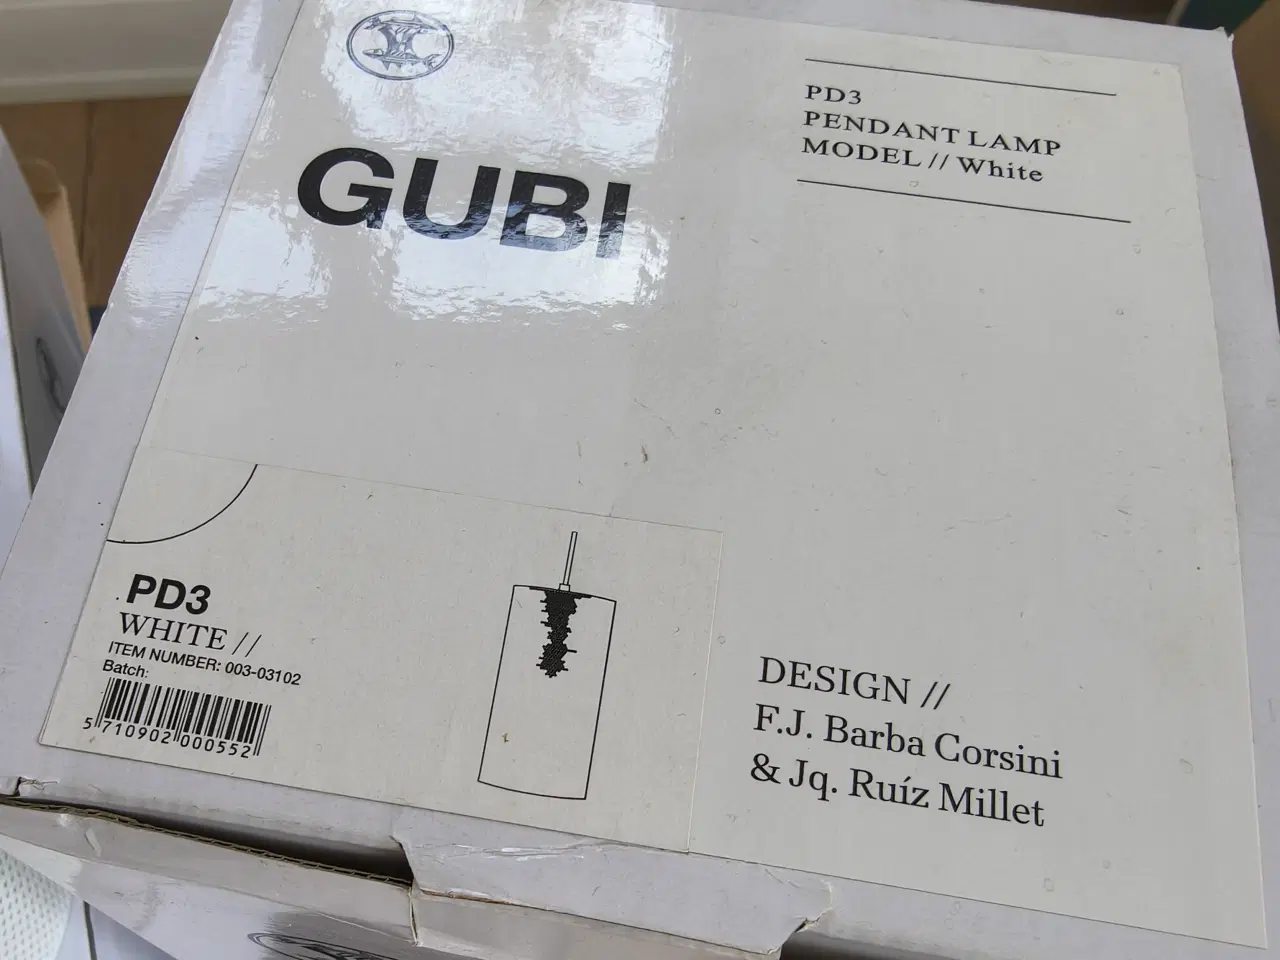 GUBI
PD3
PENDANT LAMP
MODEL // White
PD3
WHITE //
ITEM NUMBER: 003-03102
Batch:
5 710902 000552
DESIGN //
F.J. Barba Corsini
& Jq. Ruíz Millet